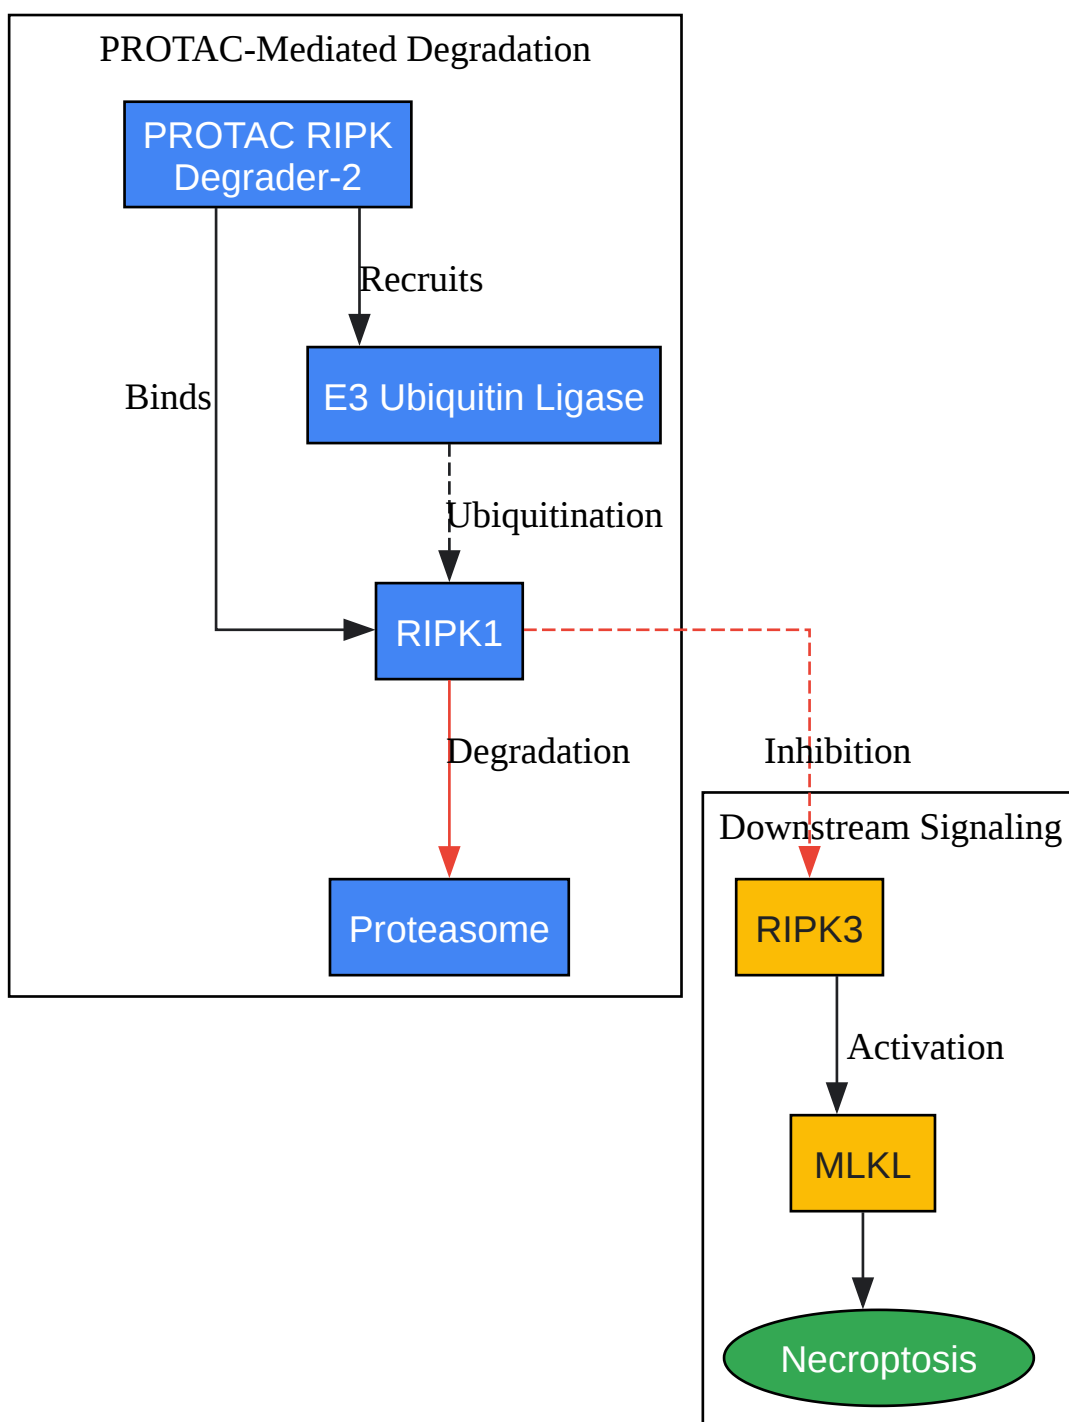 PROTAC-Mediated Degradation
PROTAC RIPK
Degrader-2
Recruits
Binds
E3 Ubiquitin Ligase
Ubiquitination
RIPK1
Degradation
Inhibition
Proteasome
Downstream Signaling
RIPK3
Activation
MLKL
Necroptosis